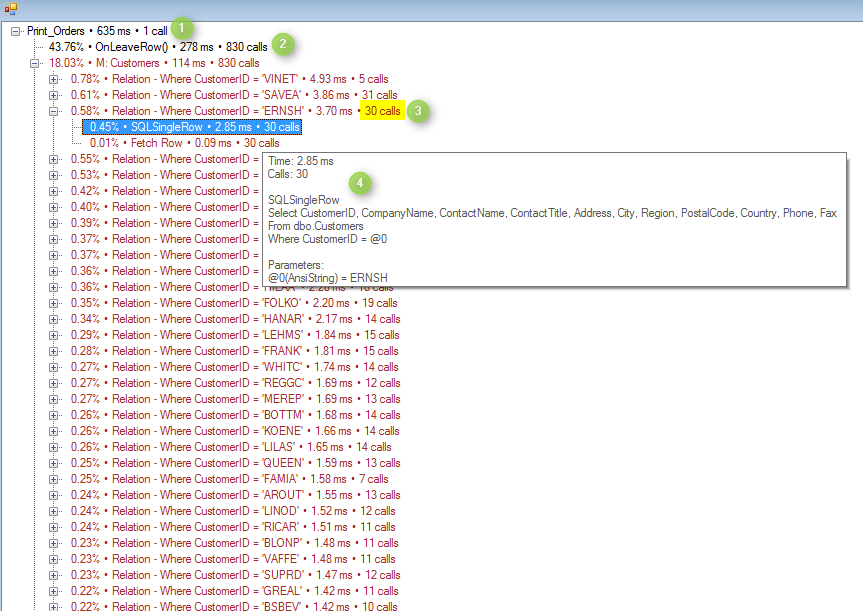 Print_Orders • 635 ms • 1 call 1
43.76% • OnLeaveRow() • 278 ms • 830 calls 2
18.03% • M: Customers • 114 ms • 830 calls
0.78% • Relation - Where CustomerID = 'VINET' • 4.93 ms • 5 calls
0.61% • Relation - Where CustomerID = 'SAVEA' • 3.86 ms • 31 calls
0.58% • Relation - Where CustomerID = 'ERNSH' • 3.70 ms • 30 calls 3
0.45% • SQLSingleRow • 2.85 ms • 30 calls
0.01% • Fetch Row • 0.09 ms • 30 calls
0.55% • Relation - Where CustomerID =
0.53% • Relation - Where CustomerID =
0.42% • Relation - Where CustomerID =
0.40% • Relation - Where CustomerID =
0.39% • Relation - Where CustomerID =
0.37% • Relation - Where CustomerID =
0.37% • Relation - Where CustomerID =
0.36% • Relation - Where CustomerID =
0.36% • Relation - Where CustomerID =
Time: 2.85 ms
Calls: 30
4
SQLSingleRow
Select CustomerID, CompanyName, ContactName, ContactTitle, Address, City, Region, PostalCode, Country, Phone, Fax
From dbo.Customers
Where CustomerID = @0
Parameters:
@0(AnsiString) = ERNSH
0.35% • Relation - Where CustomerID = 'FOLKO' • 2.20 ms • 19 calls
0.34% • Relation - Where CustomerID = 'HANAR' • 2.17 ms • 14 calls
0.29% • Relation - Where CustomerID = 'LEHMS' • 1.84 ms • 15 calls
0.28% • Relation - Where CustomerID = 'FRANK' • 1.81 ms • 15 calls
0.27% • Relation - Where CustomerID = 'WHITC' • 1.74 ms • 14 calls
0.27% • Relation - Where CustomerID = 'REGGC' • 1.69 ms • 12 calls
0.27% • Relation - Where CustomerID = 'MEREP' • 1.69 ms • 13 calls
0.26% • Relation - Where CustomerID = 'BOTTM' • 1.68 ms • 14 calls
0.26% • Relation - Where CustomerID = 'KOENE' • 1.66 ms • 14 calls
0.26% • Relation - Where CustomerID = 'LILAS' • 1.65 ms • 14 calls
0.25% • Relation - Where CustomerID = 'QUEEN' • 1.59 ms • 13 calls
0.25% • Relation - Where CustomerID = 'FAMIA' • 1.58 ms • 7 calls
0.24% • Relation - Where CustomerID = 'AROUT' • 1.55 ms • 13 calls
0.24% • Relation - Where CustomerID = 'LINOD' • 1.52 ms • 12 calls
0.24% • Relation - Where CustomerID = 'RICAR' • 1.51 ms • 11 calls
0.23% • Relation - Where CustomerID = 'BLONP' • 1.48 ms • 11 calls
0.23% • Relation - Where CustomerID = 'VAFFE' • 1.48 ms • 11 calls
0.23% • Relation - Where CustomerID = 'SUPRD' • 1.47 ms • 12 calls
0.22% • Relation - Where CustomerID = 'GREAL' • 1.42 ms • 11 calls
0.22% • Relation - Where CustomerID = 'BSBEV' • 1.42 ms • 10 calls